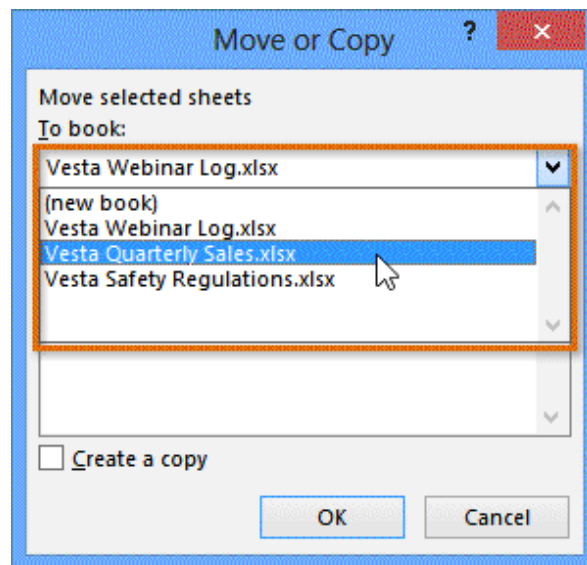 Move or Copy ? ×
Move selected sheets
To book:
Vesta Webinar Log.xlsx
(new book)
Vesta Webinar Log.xlsx
Vesta Quarterly Sales.xlsx
Vesta Safety Regulations.xlsx
Create a copy
OK Cancel